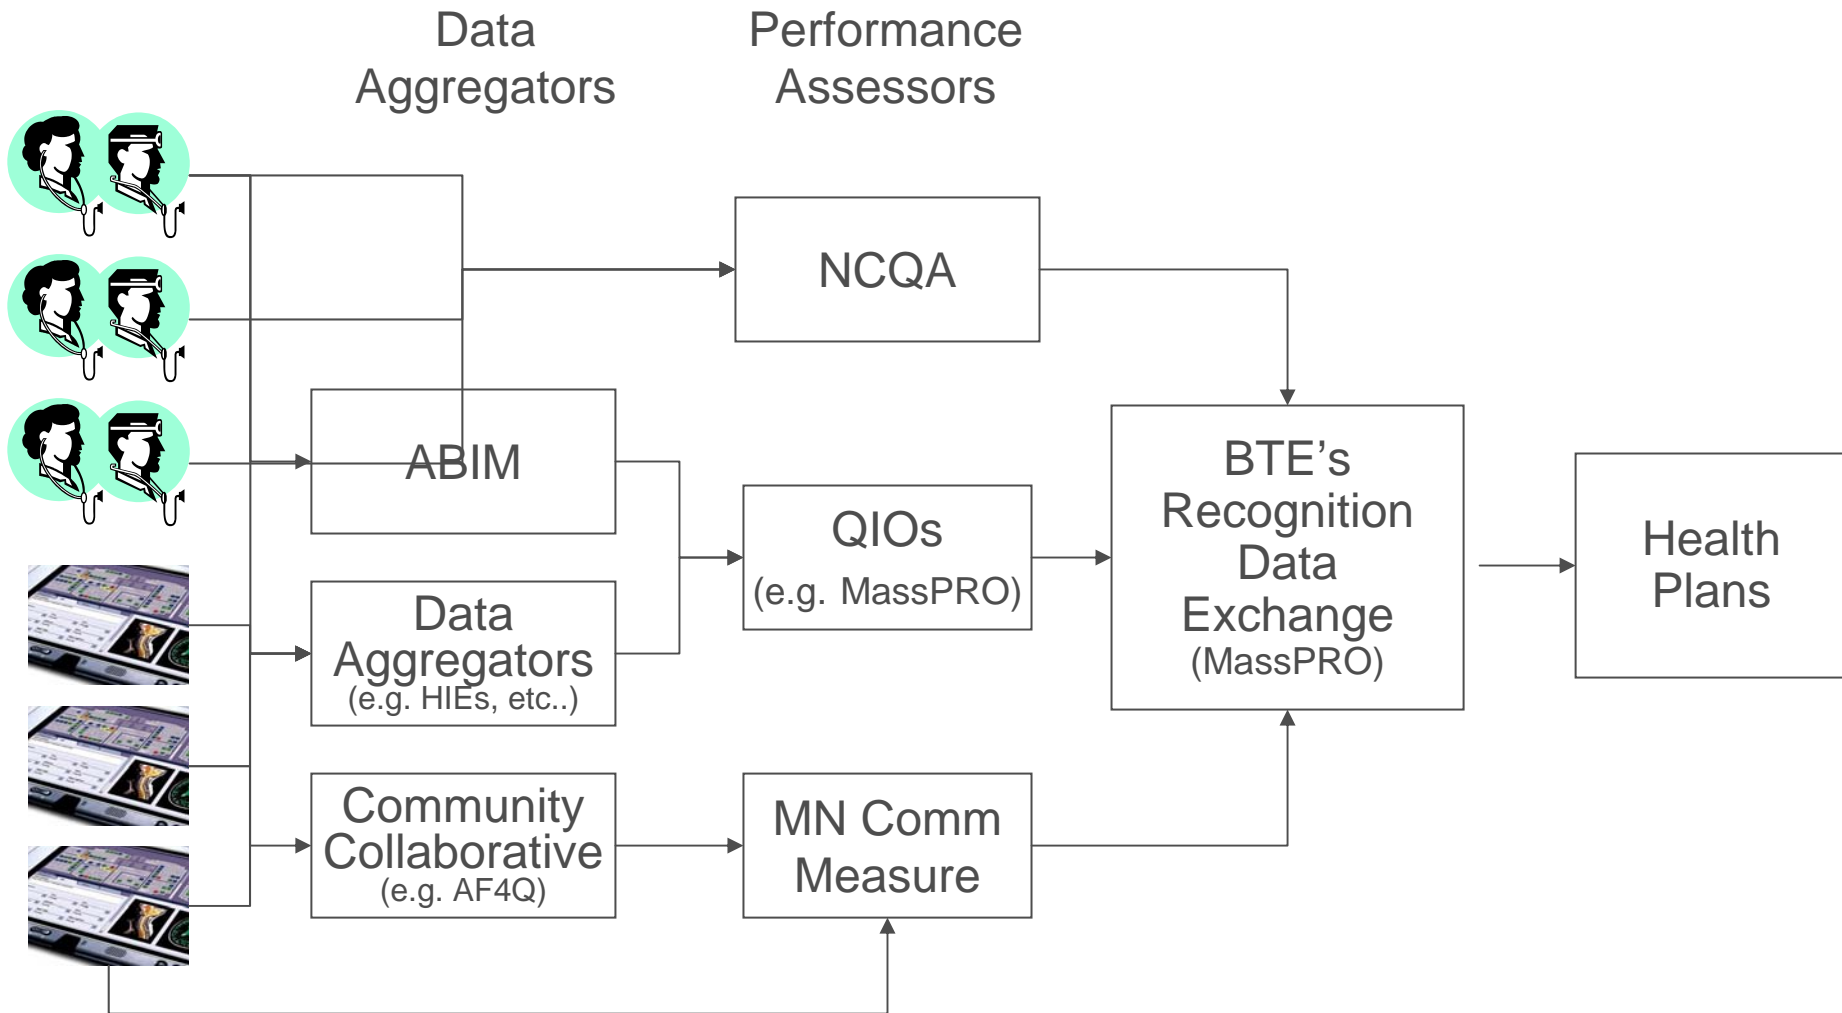 Data
Aggregators
Performance
Assessors
NCQA
ABIM
QIOs
(e.g. MassPRO)
Data
Aggregators
(e.g. HIEs, etc..)
Community
Collaborative
(e.g. AF4Q)
MN Comm
Measure
BTE’s
Recognition
Data
Exchange
(MassPRO)
Health
Plans